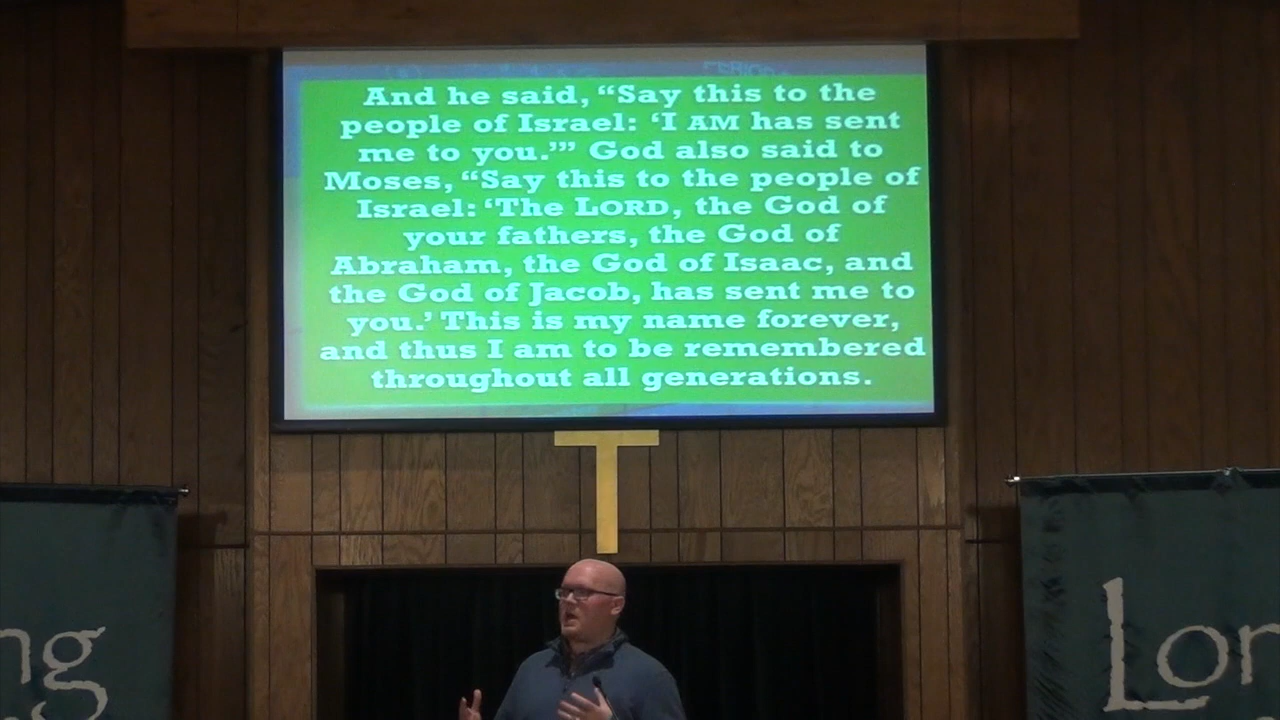 And he said, “Say this to the
people of Israel: ‘I AM has sent
me to you.’” God also said to
Moses, “Say this to the people of
Israel: ‘The LORD, the God of
your fathers, the God of
Abraham, the God of Isaac, and
the God of Jacob, has sent me to
you.’ This is my name forever,
and thus I am to be remembered
throughout all generations.
ng
Lon